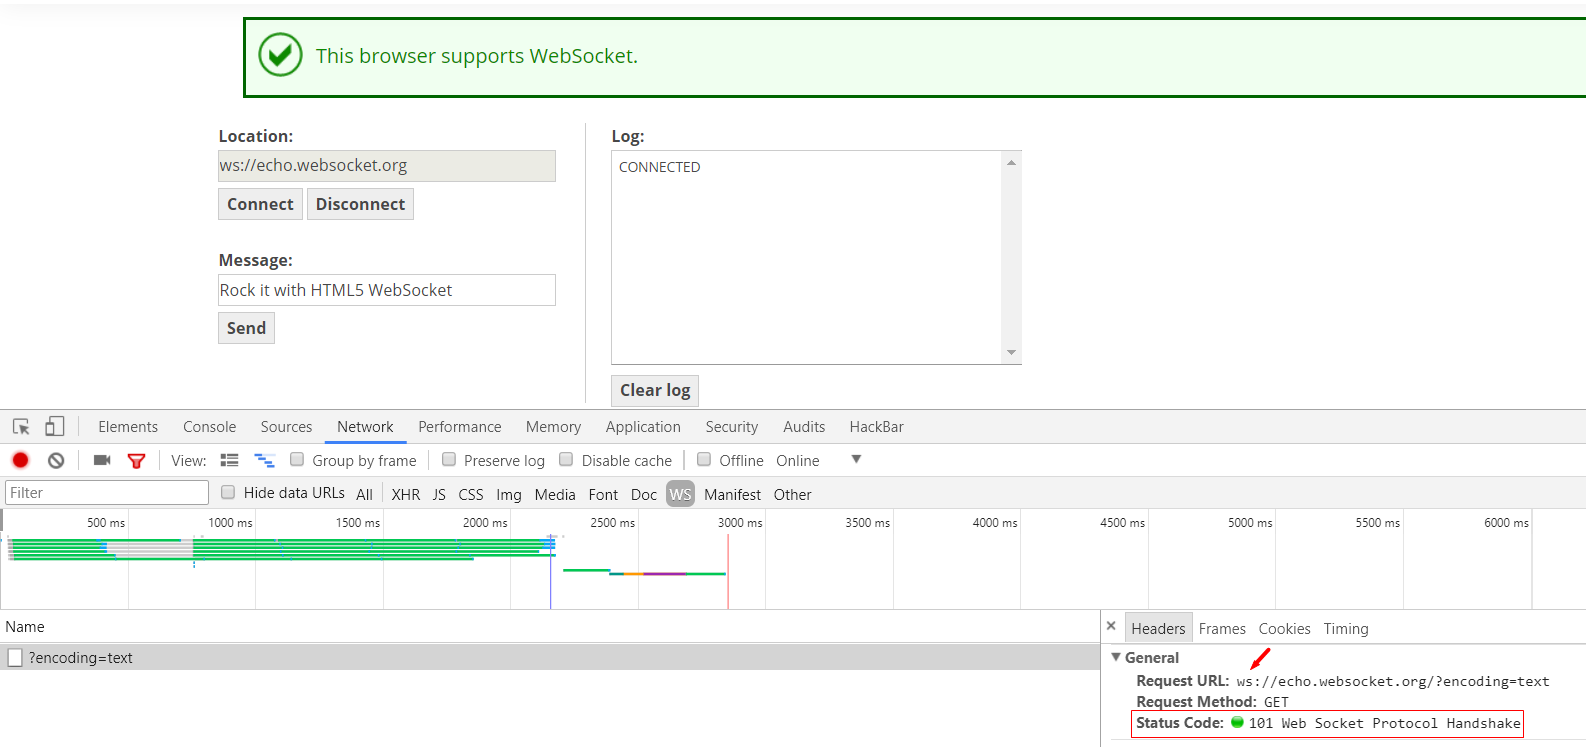 This browser supports WebSocket.
Location:
ws://echo.websocket.org
Connect Disconnect
Message:
Rock it with HTML5 WebSocket
Send
Log:
CONNECTED
Clear log
Elements Console Sources Network Performance Memory Application Security Audits HackBar
View: Group by frame Preserve log Disable cache Offline Online
Filter Hide data URLs All XHR JS CSS Img Media Font Doc WS Manifest Other
500 ms 1000 ms 1500 ms 2000 ms 2500 ms 3000 ms 3500 ms 4000 ms 4500 ms 5000 ms 5500 ms 6000 ms
Name
?encoding=text
× Headers Frames Cookies Timing
General
Request URL: ws://echo.websocket.org/?encoding=text
Request Method: GET
Status Code: 101 Web Socket Protocol Handshake